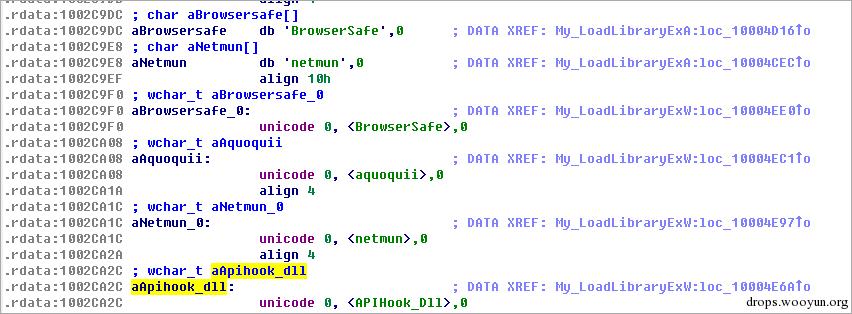 .rdata:1002C9DC ; char aBrowsersafe[]
.rdata:1002C9DC aBrowsersafe db 'BrowserSafe',0 ; DATA XREF: My_LoadLibraryExA:loc_10004D16↑o
.rdata:1002C9E8 ; char aNetmun[]
.rdata:1002C9E8 aNetmun db 'netmun',0 ; DATA XREF: My_LoadLibraryExA:loc_10004CEC↑o
.rdata:1002C9EF align 10h
.rdata:1002C9F0 ; wchar_t aBrowsersafe_0
.rdata:1002C9F0 aBrowsersafe_0: ; DATA XREF: My_LoadLibraryExW:loc_10004EE0↑o
.rdata:1002C9F0 unicode 0, <BrowserSafe>,0
.rdata:1002CA08 ; wchar_t aAquoquii
.rdata:1002CA08 aAquoquii: ; DATA XREF: My_LoadLibraryExW:loc_10004EC1↑o
.rdata:1002CA08 unicode 0, <aquoquii>,0
.rdata:1002CA1A align 4
.rdata:1002CA1C ; wchar_t aNetmun_0
.rdata:1002CA1C aNetmun_0: ; DATA XREF: My_LoadLibraryExW:loc_10004E97↑o
.rdata:1002CA1C unicode 0, <netmun>,0
.rdata:1002CA2A align 4
.rdata:1002CA2C ; wchar_t aApihook_dll
.rdata:1002CA2C aApihook_dll: ; DATA XREF: My_LoadLibraryExW:loc_10004E6A↑o
.rdata:1002CA2C unicode 0, <APIHook_Dll>,0
drops.wooyun.org